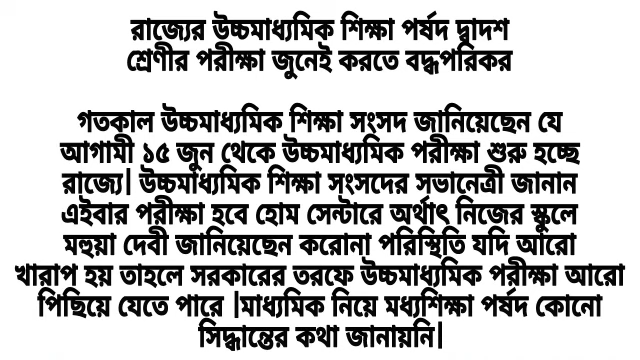 রাজ্যের উচ্চমাধ্যমিক শিক্ষা পর্ষদ দ্বাদশ
শ্রেণীর পরীক্ষা জুনেই করতে বদ্ধপরিকর
গতকাল উচ্চমাধ্যমিক শিক্ষা সংসদ জানিয়েছেন যে
আগামী ১৫ জুন থেকে উচ্চমাধ্যমিক পরীক্ষা শুরু হচ্ছে
রাজ্যে| উচ্চমাধ্যমিক শিক্ষা সংসদের সভানেত্রী জানান
এইবার পরীক্ষা হবে হোম সেন্টারে অর্থাৎ নিজের স্কুলে
মহুয়া দেবী জানিয়েছেন করোনা পরিস্থিতি যদি আরো
খারাপ হয় তাহলে সরকারের তরফে উচ্চমাধ্যমিক পরীক্ষা আরো
পিছিয়ে যেতে পারে |মাধ্যমিক নিয়ে মধ্যশিক্ষা পর্ষদ কোনো
সিদ্ধান্তের কথা জানায়নি|